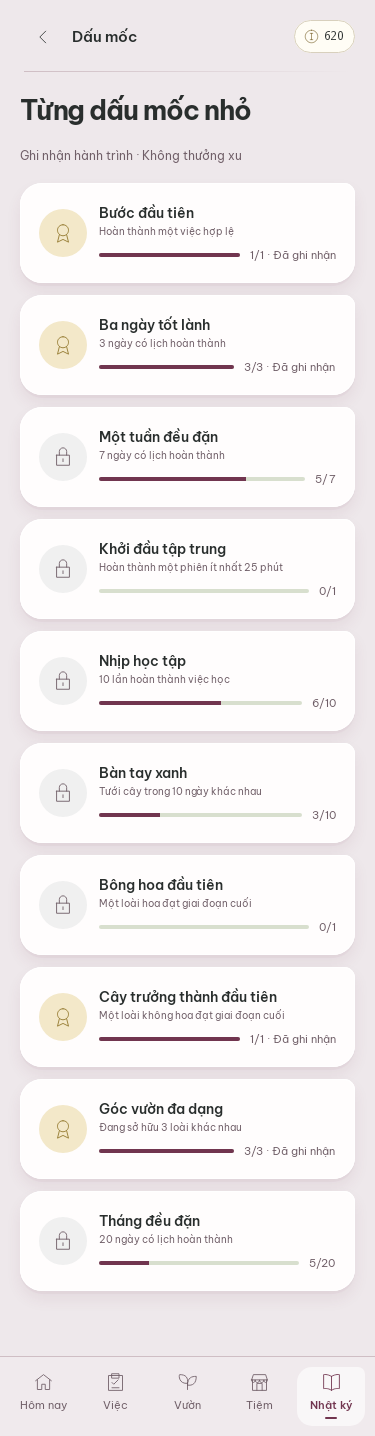 Dấu mốc
620
Từng dấu mốc nhỏ
Ghi nhận hành trình · Không thưởng xu
Bước đầu tiên
Hoàn thành một việc hợp lệ
1/1 · Đã ghi nhận
Ba ngày tốt lành
3 ngày có lịch hoàn thành
3/3 · Đã ghi nhận
Một tuần đều đặn
7 ngày có lịch hoàn thành
5/7
Khởi đầu tập trung
Hoàn thành một phiên ít nhất 25 phút
0/1
Nhịp học tập
10 lần hoàn thành việc học
6/10
Bàn tay xanh
Tưới cây trong 10 ngày khác nhau
3/10
Bông hoa đầu tiên
Một loài hoa đạt giai đoạn cuối
0/1
Cây trưởng thành đầu tiên
Một loài không hoa đạt giai đoạn cuối
1/1 · Đã ghi nhận
Góc vườn đa dạng
Đang sở hữu 3 loài khác nhau
3/3 · Đã ghi nhận
Tháng đều đặn
20 ngày có lịch hoàn thành
5/20
Hôm nay
Việc
Vườn
Tiệm
Nhật ký